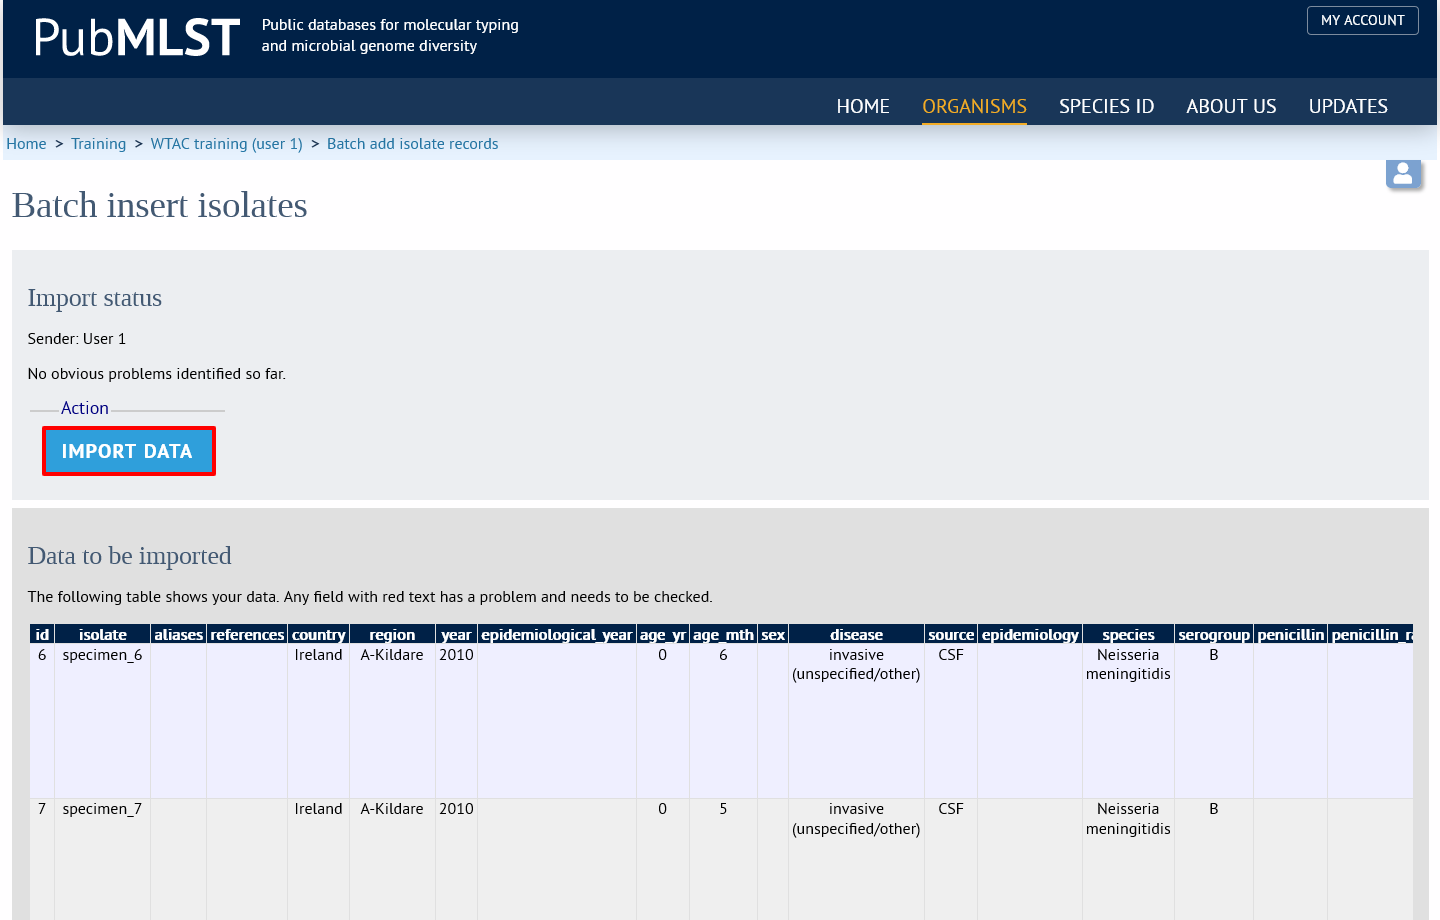 PubMLST
Public databases for molecular typing
and microbial genome diversity
MY ACCOUNT
HOME ORGANISMS SPECIES ID ABOUT US UPDATES
Home > Training > WTAC training (user 1) > Batch add isolate records
Batch insert isolates
Import status
Sender: User 1
No obvious problems identified so far.
Action
IMPORT DATA
Data to be imported
The following table shows your data. Any field with red text has a problem and needs to be checked.
id isolate aliases references country region year epidemiological_year age_yr age_mth sex disease source epidemiology species serogroup penicillin
6 specimen_6 Ireland A-Kildare 2010 0 6 invasive CSF Neisseria B
(unspecified/other) meningitidis
7 specimen_7 Ireland A-Kildare 2010 0 5 invasive CSF Neisseria B
(unspecified/other) meningitidis